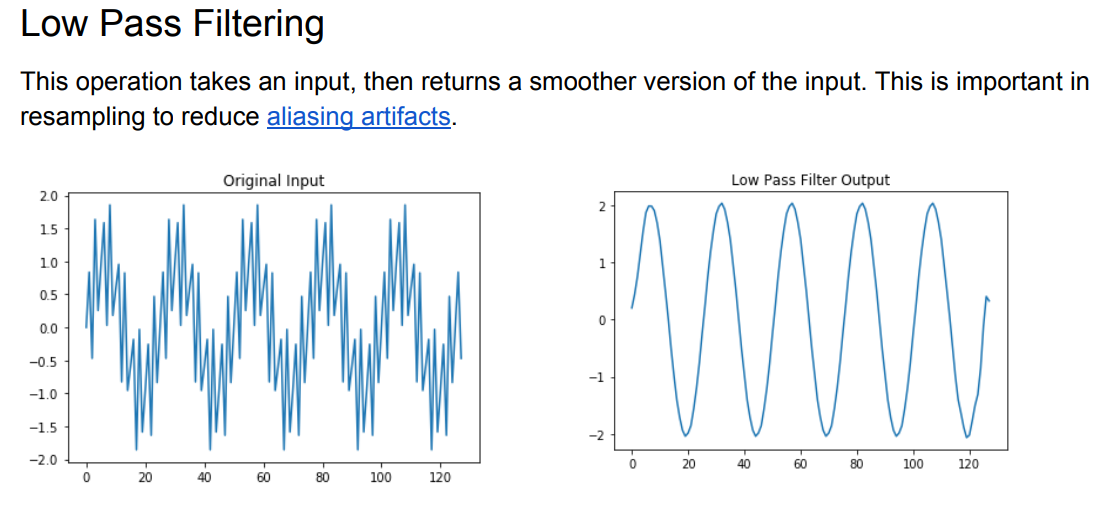 Low Pass Filtering
This operation takes an input, then returns a smoother version of the input. This is important in
resampling to reduce aliasing artifacts.
Original Input
2.0
1.5
1.0
0.5
0.0
−0.5
−1.0
−1.5
−2.0
0 20 40 60 80 100 120
Low Pass Filter Output
2
1
0
−1
−2
0 20 40 60 80 100 120